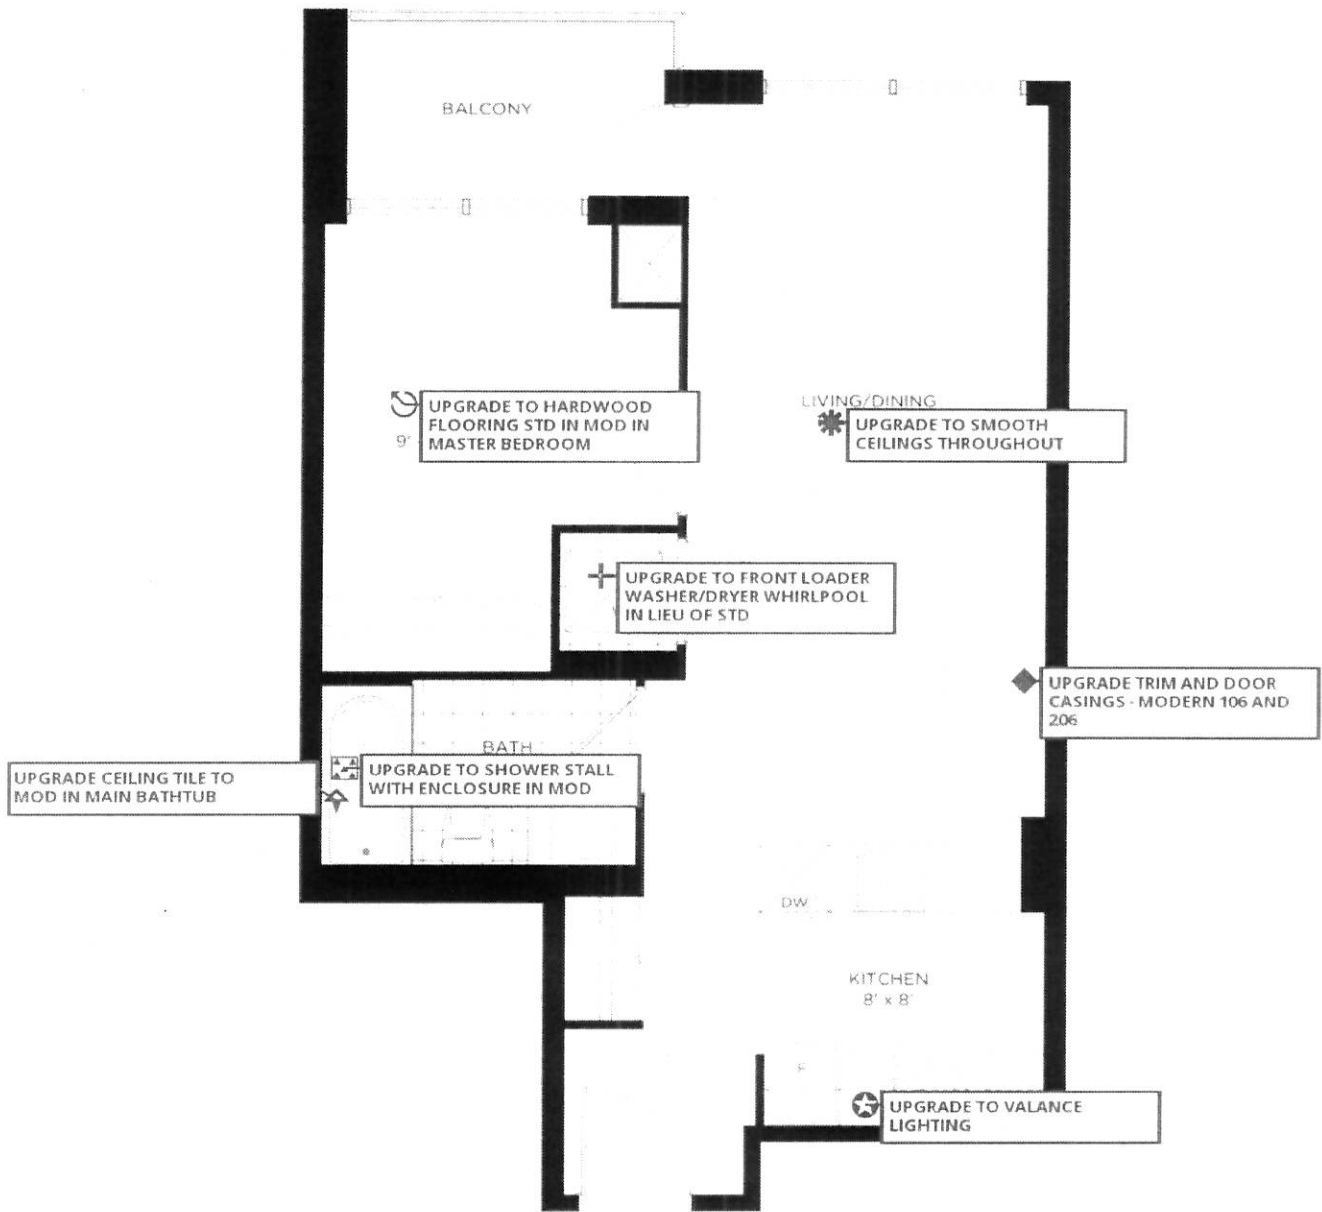 BALCONY
LIVING/DINING
UPGRADE TO HARDWOOD
FLOORING STD IN MOD IN
MASTER BEDROOM
9'
UPGRADE TO SMOOTH
CEILINGS THROUGHOUT
UPGRADE TO FRONT LOADER
WASHER/DRYER WHIRLPOOL
IN LIEU OF STD
UPGRADE TRIM AND DOOR
CASINGS - MODERN 106 AND
206
BATH
UPGRADE TO SHOWER STALL
WITH ENCLOSURE IN MOD
UPGRADE CEILING TILE TO
MOD IN MAIN BATHTUB
DW
KITCHEN
8' x 8'
F
UPGRADE TO VALANCE
LIGHTING